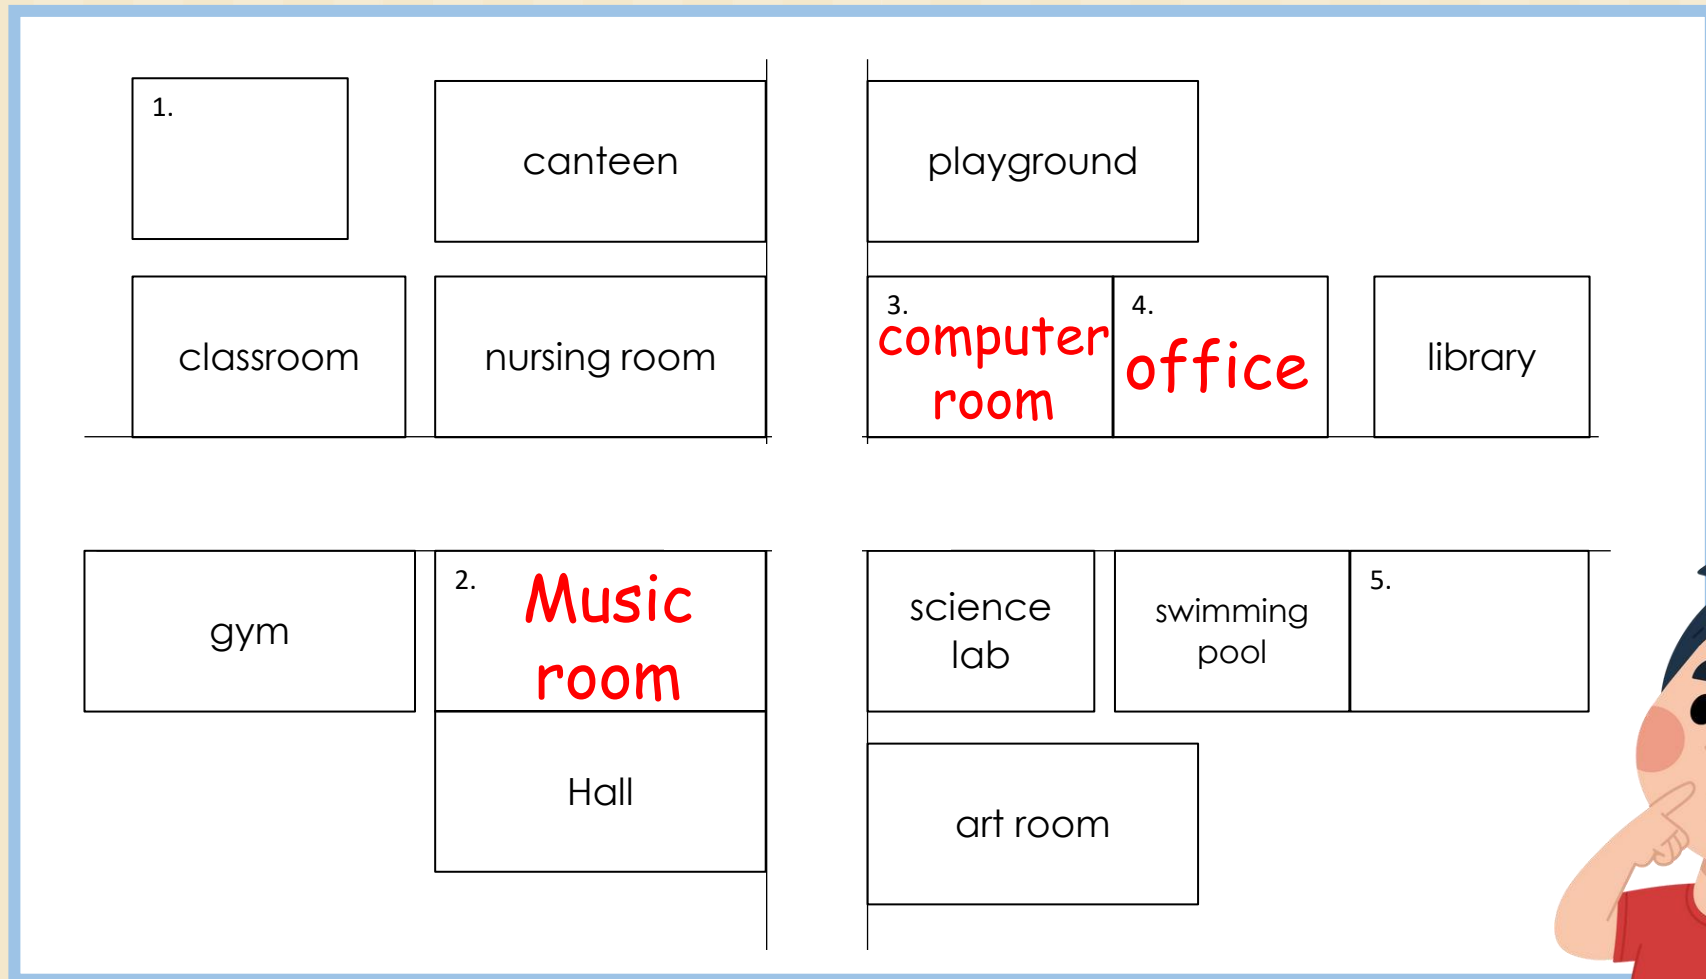 1.
canteen
playground
classroom
nursing room
3.
computer
room
4.
office
library
gym
2.
Music
room
science
lab
swimming
pool
5.
Hall
art room